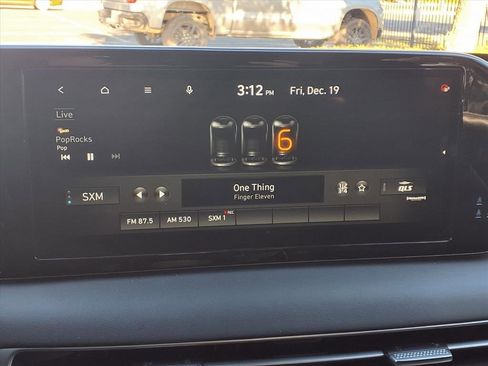 3:12 PM Fri, Dec. 19
Live
PopRocks
Pop
6
SXM
One Thing
Finger Eleven
QLS
FM 87.5 AM 530 SXM 1